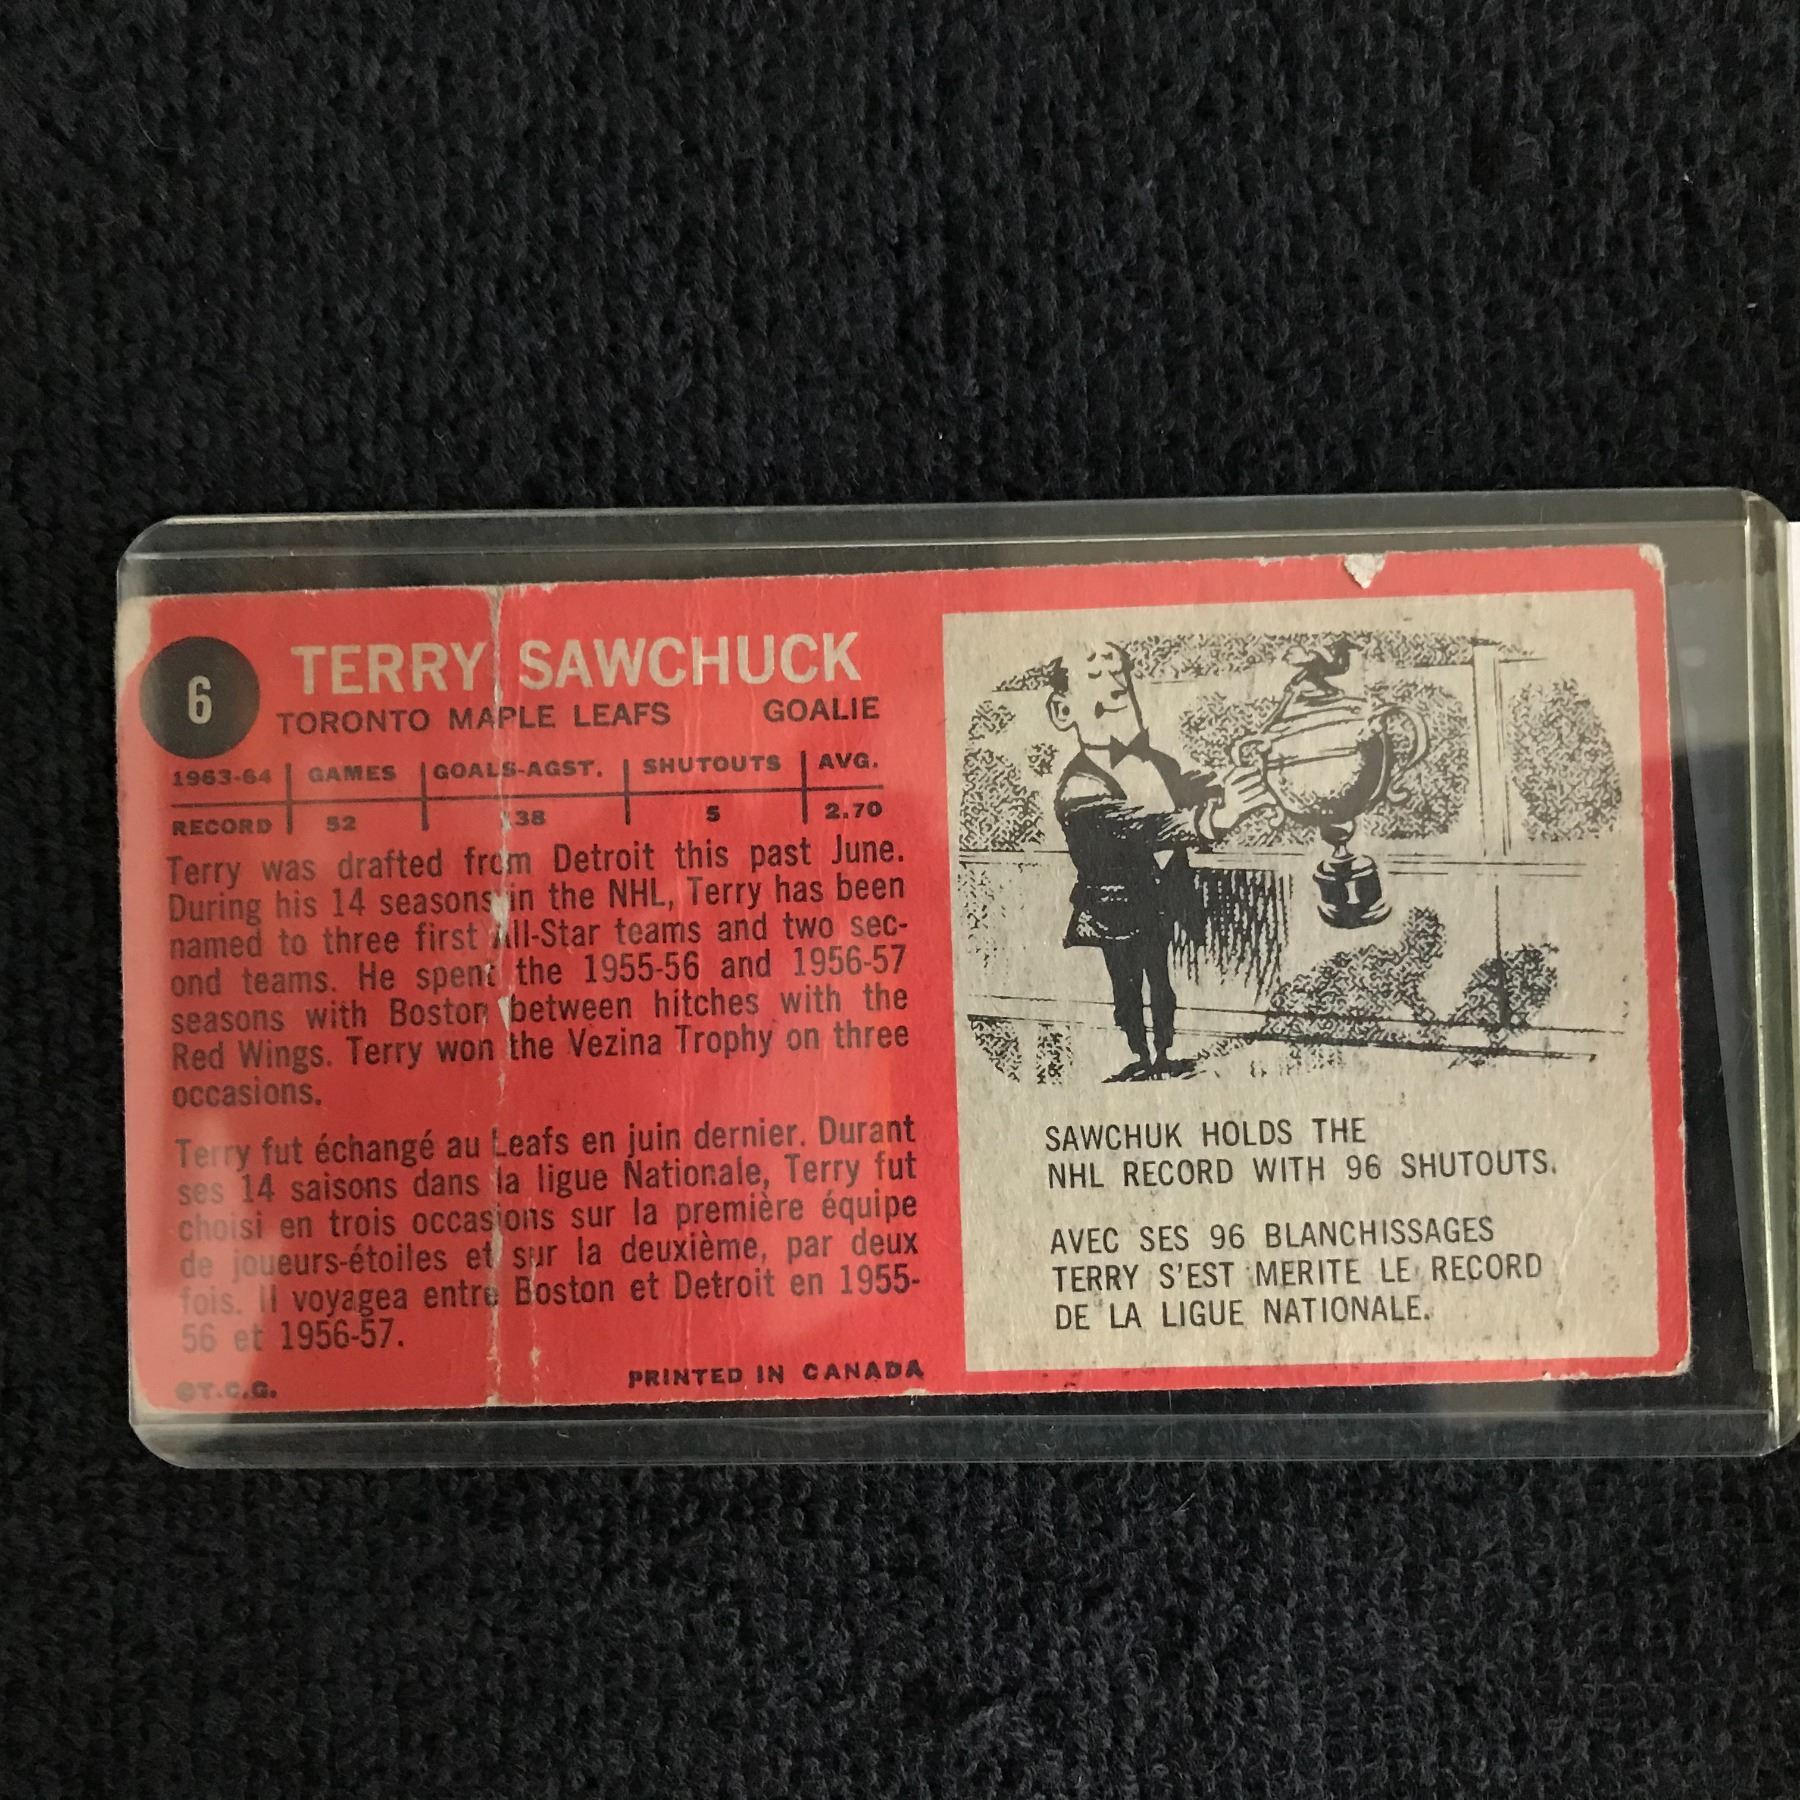 6
TERRY SAWCHUCK
TORONTO MAPLE LEAFS GOALIE
1963-64 GAMES GOALS-AGST. SHUTOUTS AVG.
RECORD 52 38 5 2.70
Terry was drafted from Detroit this past June.
During his 14 seasons in the NHL, Terry has been
named to three first All-Star teams and two sec-
ond teams. He spent the 1955-56 and 1956-57
seasons with Boston between hitches with the
Red Wings. Terry won the Vezina Trophy on three
occasions.
Terry fut échangé au Leafs en juin dernier. Durant
ses 14 saisons dans la ligue Nationale, Terry fut
choisi en trois occasions sur la première équipe
de joueurs-étoiles et sur la deuxième, par deux
fois. Il voyagea entre Boston et Detroit en 1955-
56 et 1956-57.
©T.C.G. PRINTED IN CANADA
SAWCHUK HOLDS THE
NHL RECORD WITH 96 SHUTOUTS.
AVEC SES 96 BLANCHISSAGES
TERRY S'EST MERITE LE RECORD
DE LA LIGUE NATIONALE.